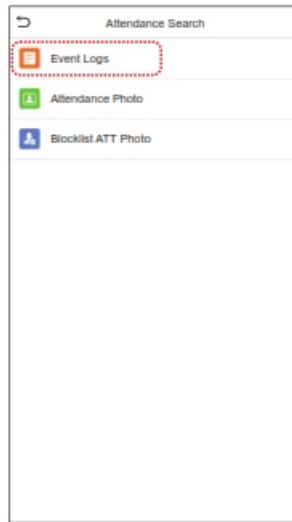 Attendance Search
Event Logs
Attendance Photo
Blocklist ATT Photo